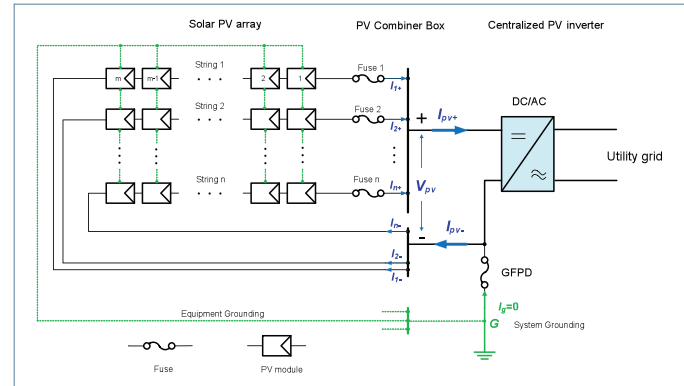 Solar PV array
PV Combiner Box
Centralized PV inverter
String 1
Fuse 1
m
m-1
2
1
I1+
String 2
Fuse 2
DC/AC
I2+
+
Ipv+
Utility grid
Vpv
String n
Fuse n
In+
In-
-
Ipv-
I2-
I1-
GFPD
Ig=0
Equipment Grounding
G
System Grounding
Fuse
PV module